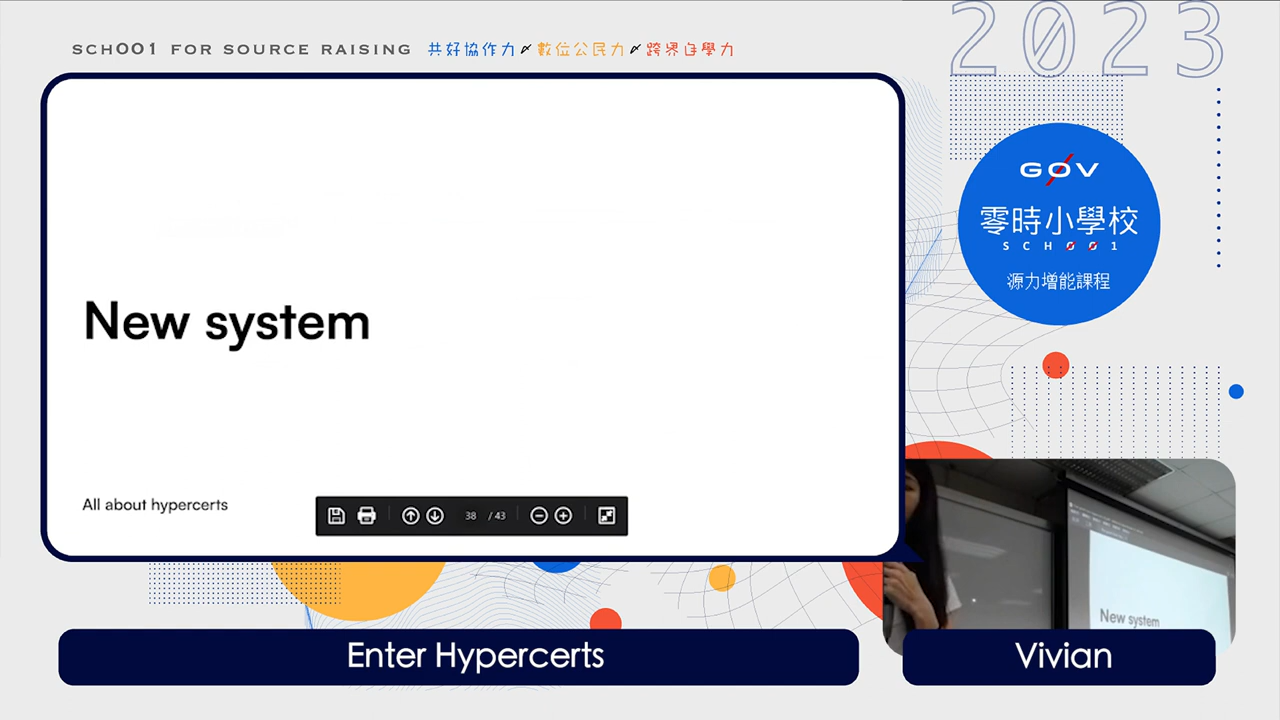 SCH001 FOR SOURCE RAISING 共好協作力 數位公民力 跨界自學力
2023
G0V
零時小學校
SCH001
源力增能課程
New system
All about hypercerts
38 / 43
New system
Enter Hypercerts
Vivian